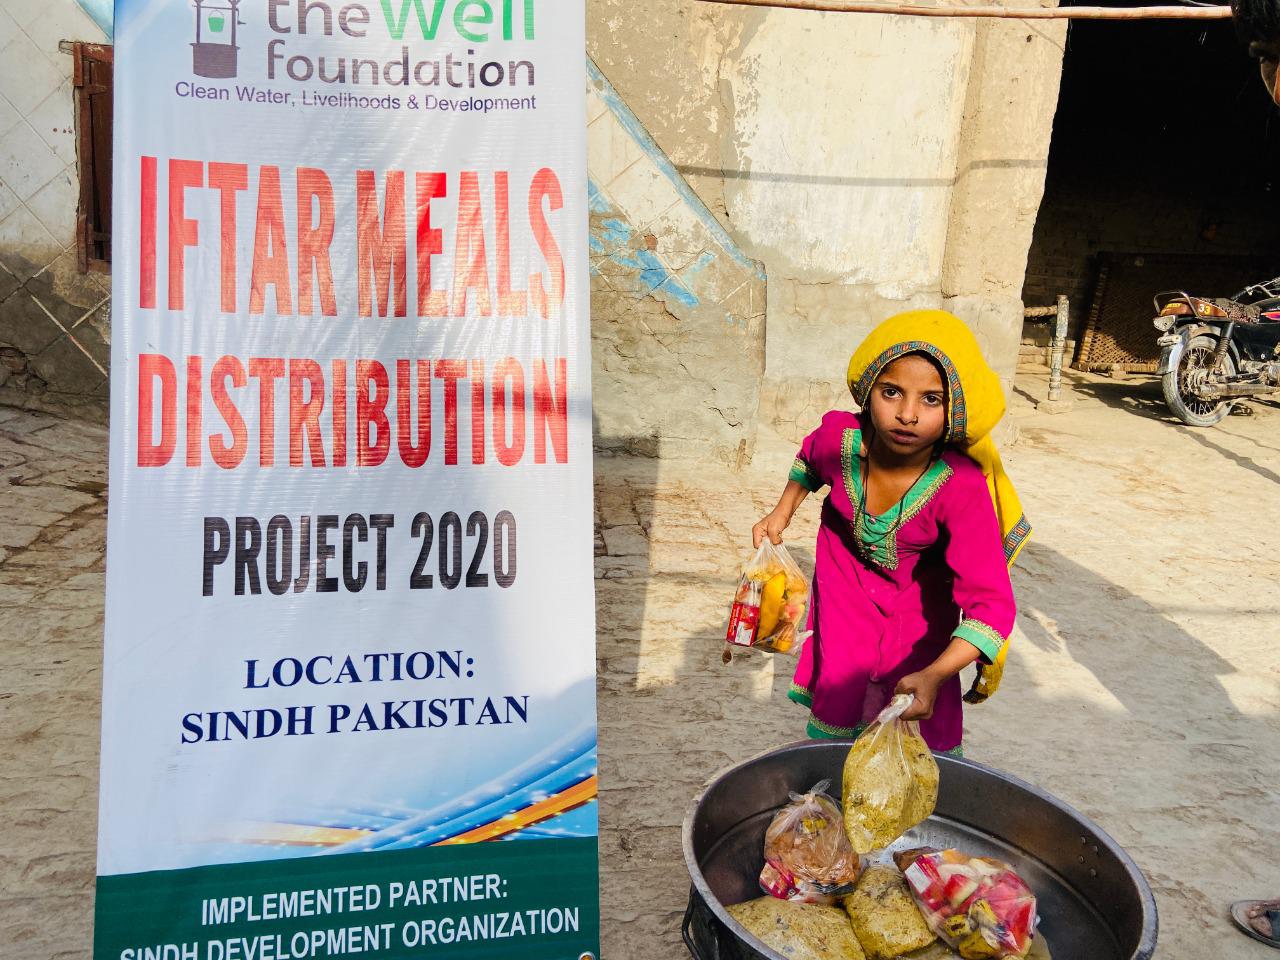 the Well
foundation
Clean Water, Livelihoods & Development
IFTAR MEALS
DISTRIBUTION
PROJECT 2020
LOCATION:
SINDH PAKISTAN
IMPLEMENTED PARTNER:
SINDH DEVELOPMENT ORGANIZATION